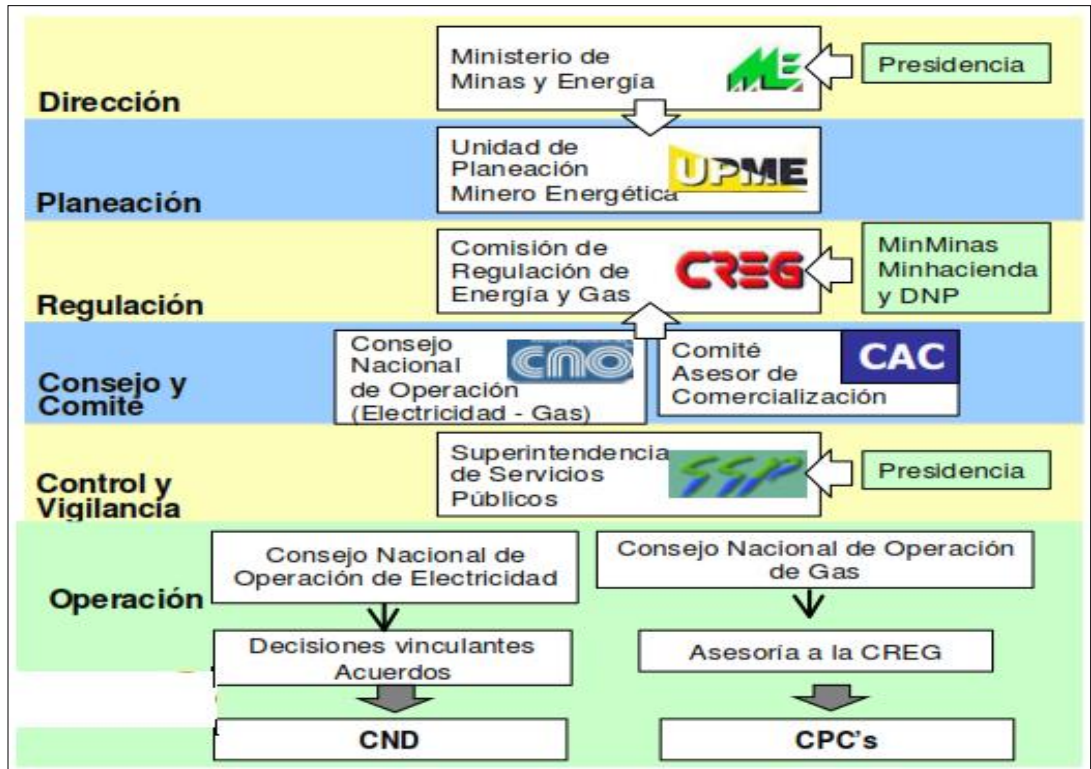 Dirección
Ministerio de
Minas y Energía
ME
Presidencia
Planeación
Unidad de
Planeación
Minero Energética
UPME
Regulación
Comisión de
Regulación de
Energía y Gas
CREG
MinMinas
Minhacienda
y DNP
Consejo y
Comité
Consejo
Nacional
de Operación
(Electricidad - Gas)
cno
Comité
Asesor de
Comercialización
CAC
Control y
Vigilancia
Superintendencia
de Servicios
Públicos
SSP
Presidencia
Operación
Consejo Nacional de
Operación de Electricidad
Consejo Nacional de Operación
de Gas
Decisiones vinculantes
Acuerdos
Asesoría a la CREG
CND
CPC's